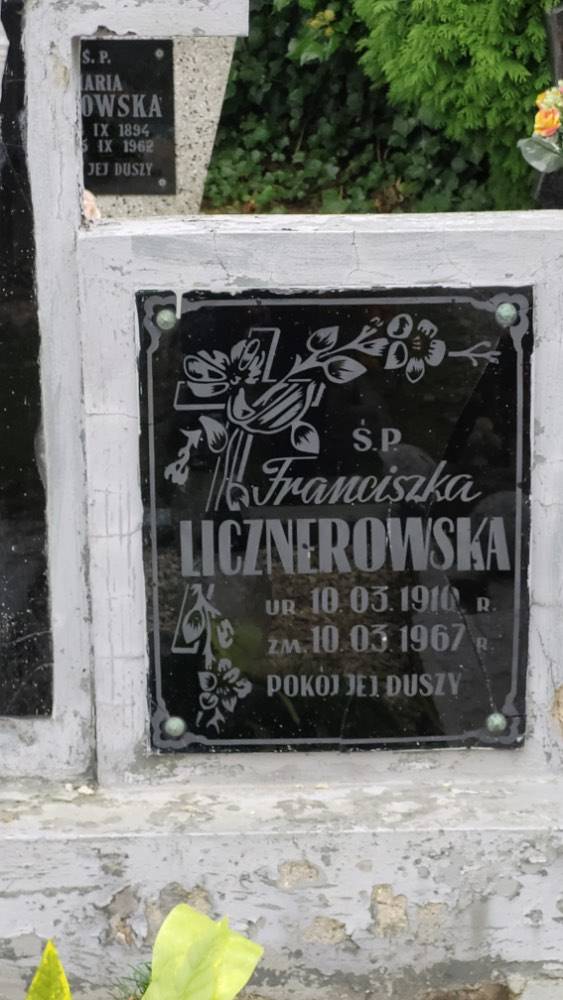 Ś.P.
MARIA
OWSKA
IX 1894
IX 1962
JEJ DUSZY
Ś.P.
Franciszka
LICZNEROWSKA
UR. 10.03.1910 R.
ZM. 10.03.1967 R.
POKÓJ JEJ DUSZY